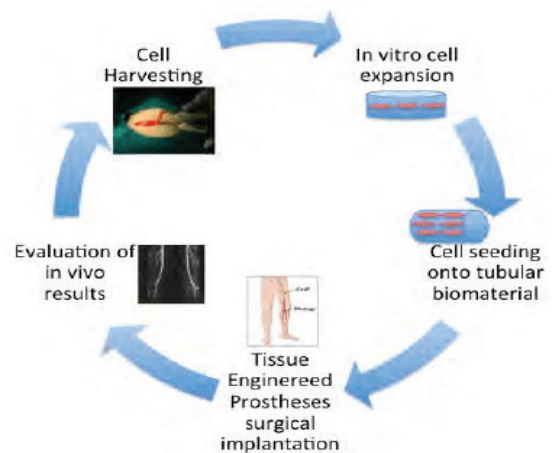 Cell
Harvesting
In vitro cell
expansion
Cell seeding
onto tubular
biomaterial
Tissue
Enginereed
Prostheses
surgical
implantation
Evaluation of
in vivo
results